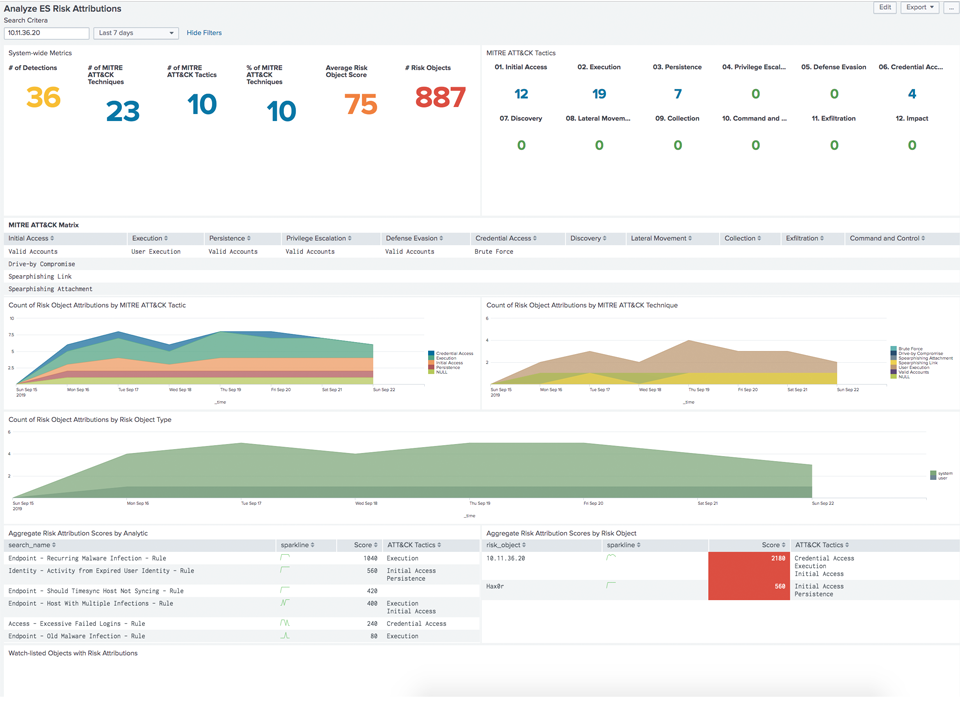 Analyze ES Risk Attributions
Edit Export ▾ ...
Search Critera
10.11.36.20 Last 7 days Hide Filters
System-wide Metrics
# of Detections
36
# of MITRE
ATT&CK
Techniques
23
# of MITRE
ATT&CK Tactics
10
% of MITRE
ATT&CK
Techniques
10
Average Risk
Object Score
75
# Risk Objects
887
MITRE ATT&CK Tactics
01. Initial Access 02. Execution 03. Persistence 04. Privilege Escal... 05. Defense Evasion 06. Credential Acc...
12 19 7 0 0 4
07. Discovery 08. Lateral Movem... 09. Collection 10. Command and ... 11. Exfiltration 12. Impact
0 0 0 0 0 0
MITRE ATT&CK Matrix
Initial Access Execution Persistence Privilege Escalation Defense Evasion Credential Access Discovery Lateral Movement Collection Exfiltration Command and Control
Valid Accounts User Execution Valid Accounts Valid Accounts Valid Accounts Brute Force
Drive-by Compromise
Spearphishing Link
Spearphishing Attachment
Count of Risk Object Attributions by MITRE ATT&CK Tactic
10
7.5
5
2.5
Sun Sep 15 Mon Sep 16 Tue Sep 17 Wed Sep 18 Thu Sep 19 Fri Sep 20 Sat Sep 21 Sun Sep 22
2019
_time
Credential Access
Execution
Initial Access
Persistence
NULL
Count of Risk Object Attributions by MITRE ATT&CK Technique
6
4
2
Sun Sep 15 Mon Sep 16 Tue Sep 17 Wed Sep 18 Thu Sep 19 Fri Sep 20 Sat Sep 21 Sun Sep 22
2019
_time
Brute Force
Drive-by Compromise
Spearphishing Attachment
Spearphishing Link
User Execution
Valid Accounts
NULL
Count of Risk Object Attributions by Risk Object Type
6
4
2
Sun Sep 15 Mon Sep 16 Tue Sep 17 Wed Sep 18 Thu Sep 19 Fri Sep 20 Sat Sep 21 Sun Sep 22
2019
_time
system
user
Aggregate Risk Attribution Scores by Analytic
search_name sparkline Score ATT&CK Tactics
Endpoint - Recurring Malware Infection - Rule 1040 Execution
Identity - Activity from Expired User Identity - Rule 560 Initial Access
Persistence
Endpoint - Should Timesync Host Not Syncing - Rule 420
Endpoint - Host With Multiple Infections - Rule 400 Execution
Initial Access
Access - Excessive Failed Logins - Rule 240 Credential Access
Endpoint - Old Malware Infection - Rule 80 Execution
Aggregate Risk Attribution Scores by Risk Object
risk_object sparkline Score ATT&CK Tactics
10.11.36.20 2180 Credential Access
Execution
Initial Access
Hax0r 560 Initial Access
Persistence
Watch-listed Objects with Risk Attributions